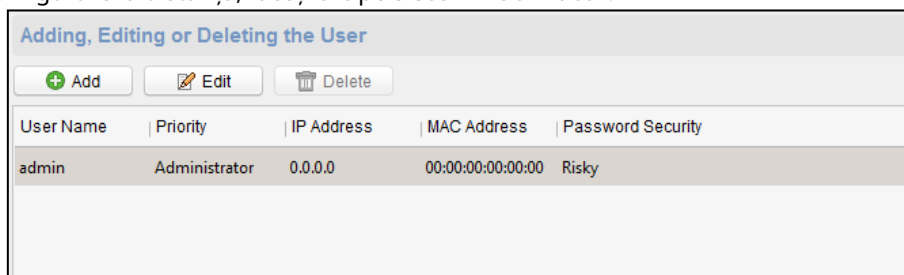 Adding, Editing or Deleting the User
Add Edit Delete
User Name Priority IP Address MAC Address Password Security
admin Administrator 0.0.0.0 00:00:00:00:00:00 Risky